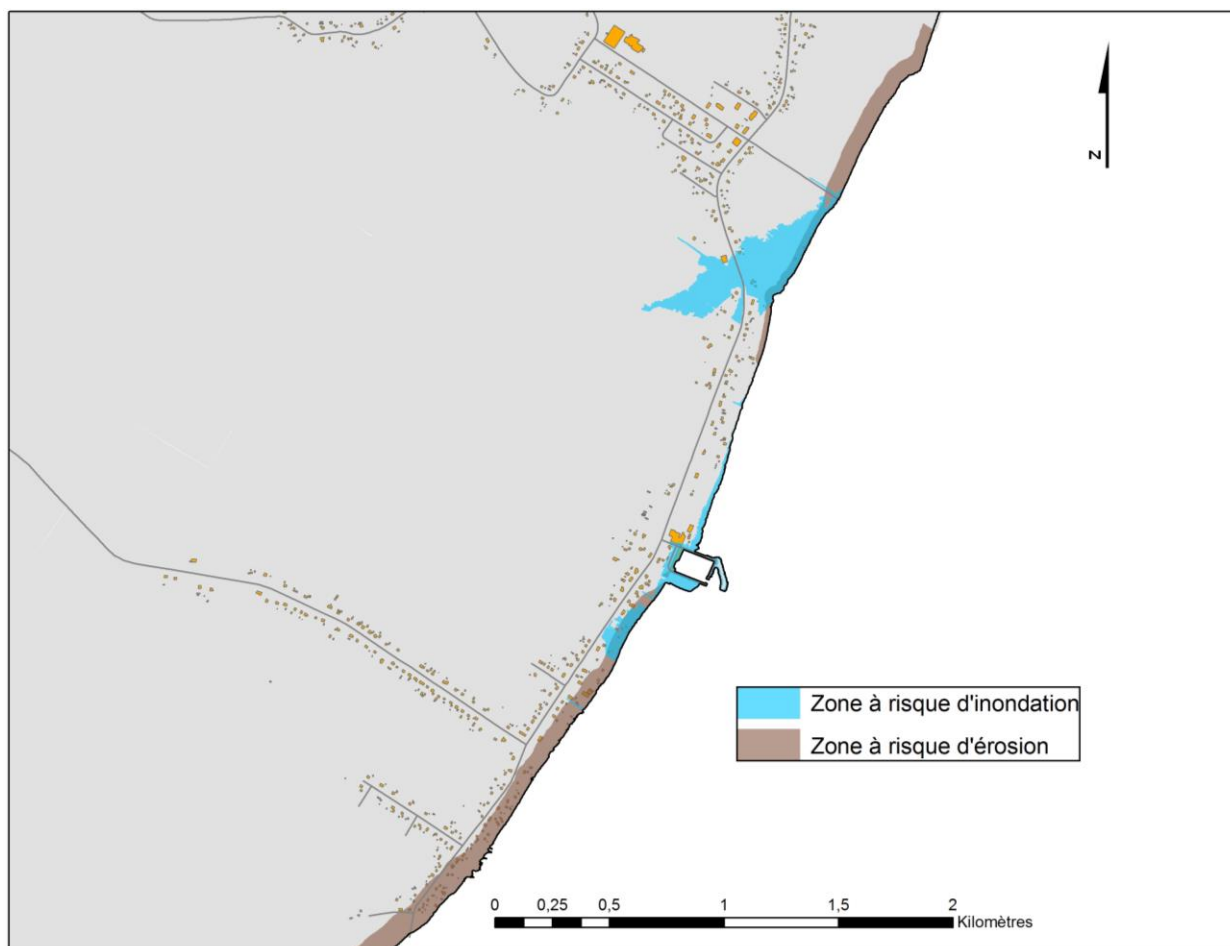 N
Zone à risque d'inondation
Zone à risque d'érosion
0 0,25 0,5 1 1,5 2
Kilomètres